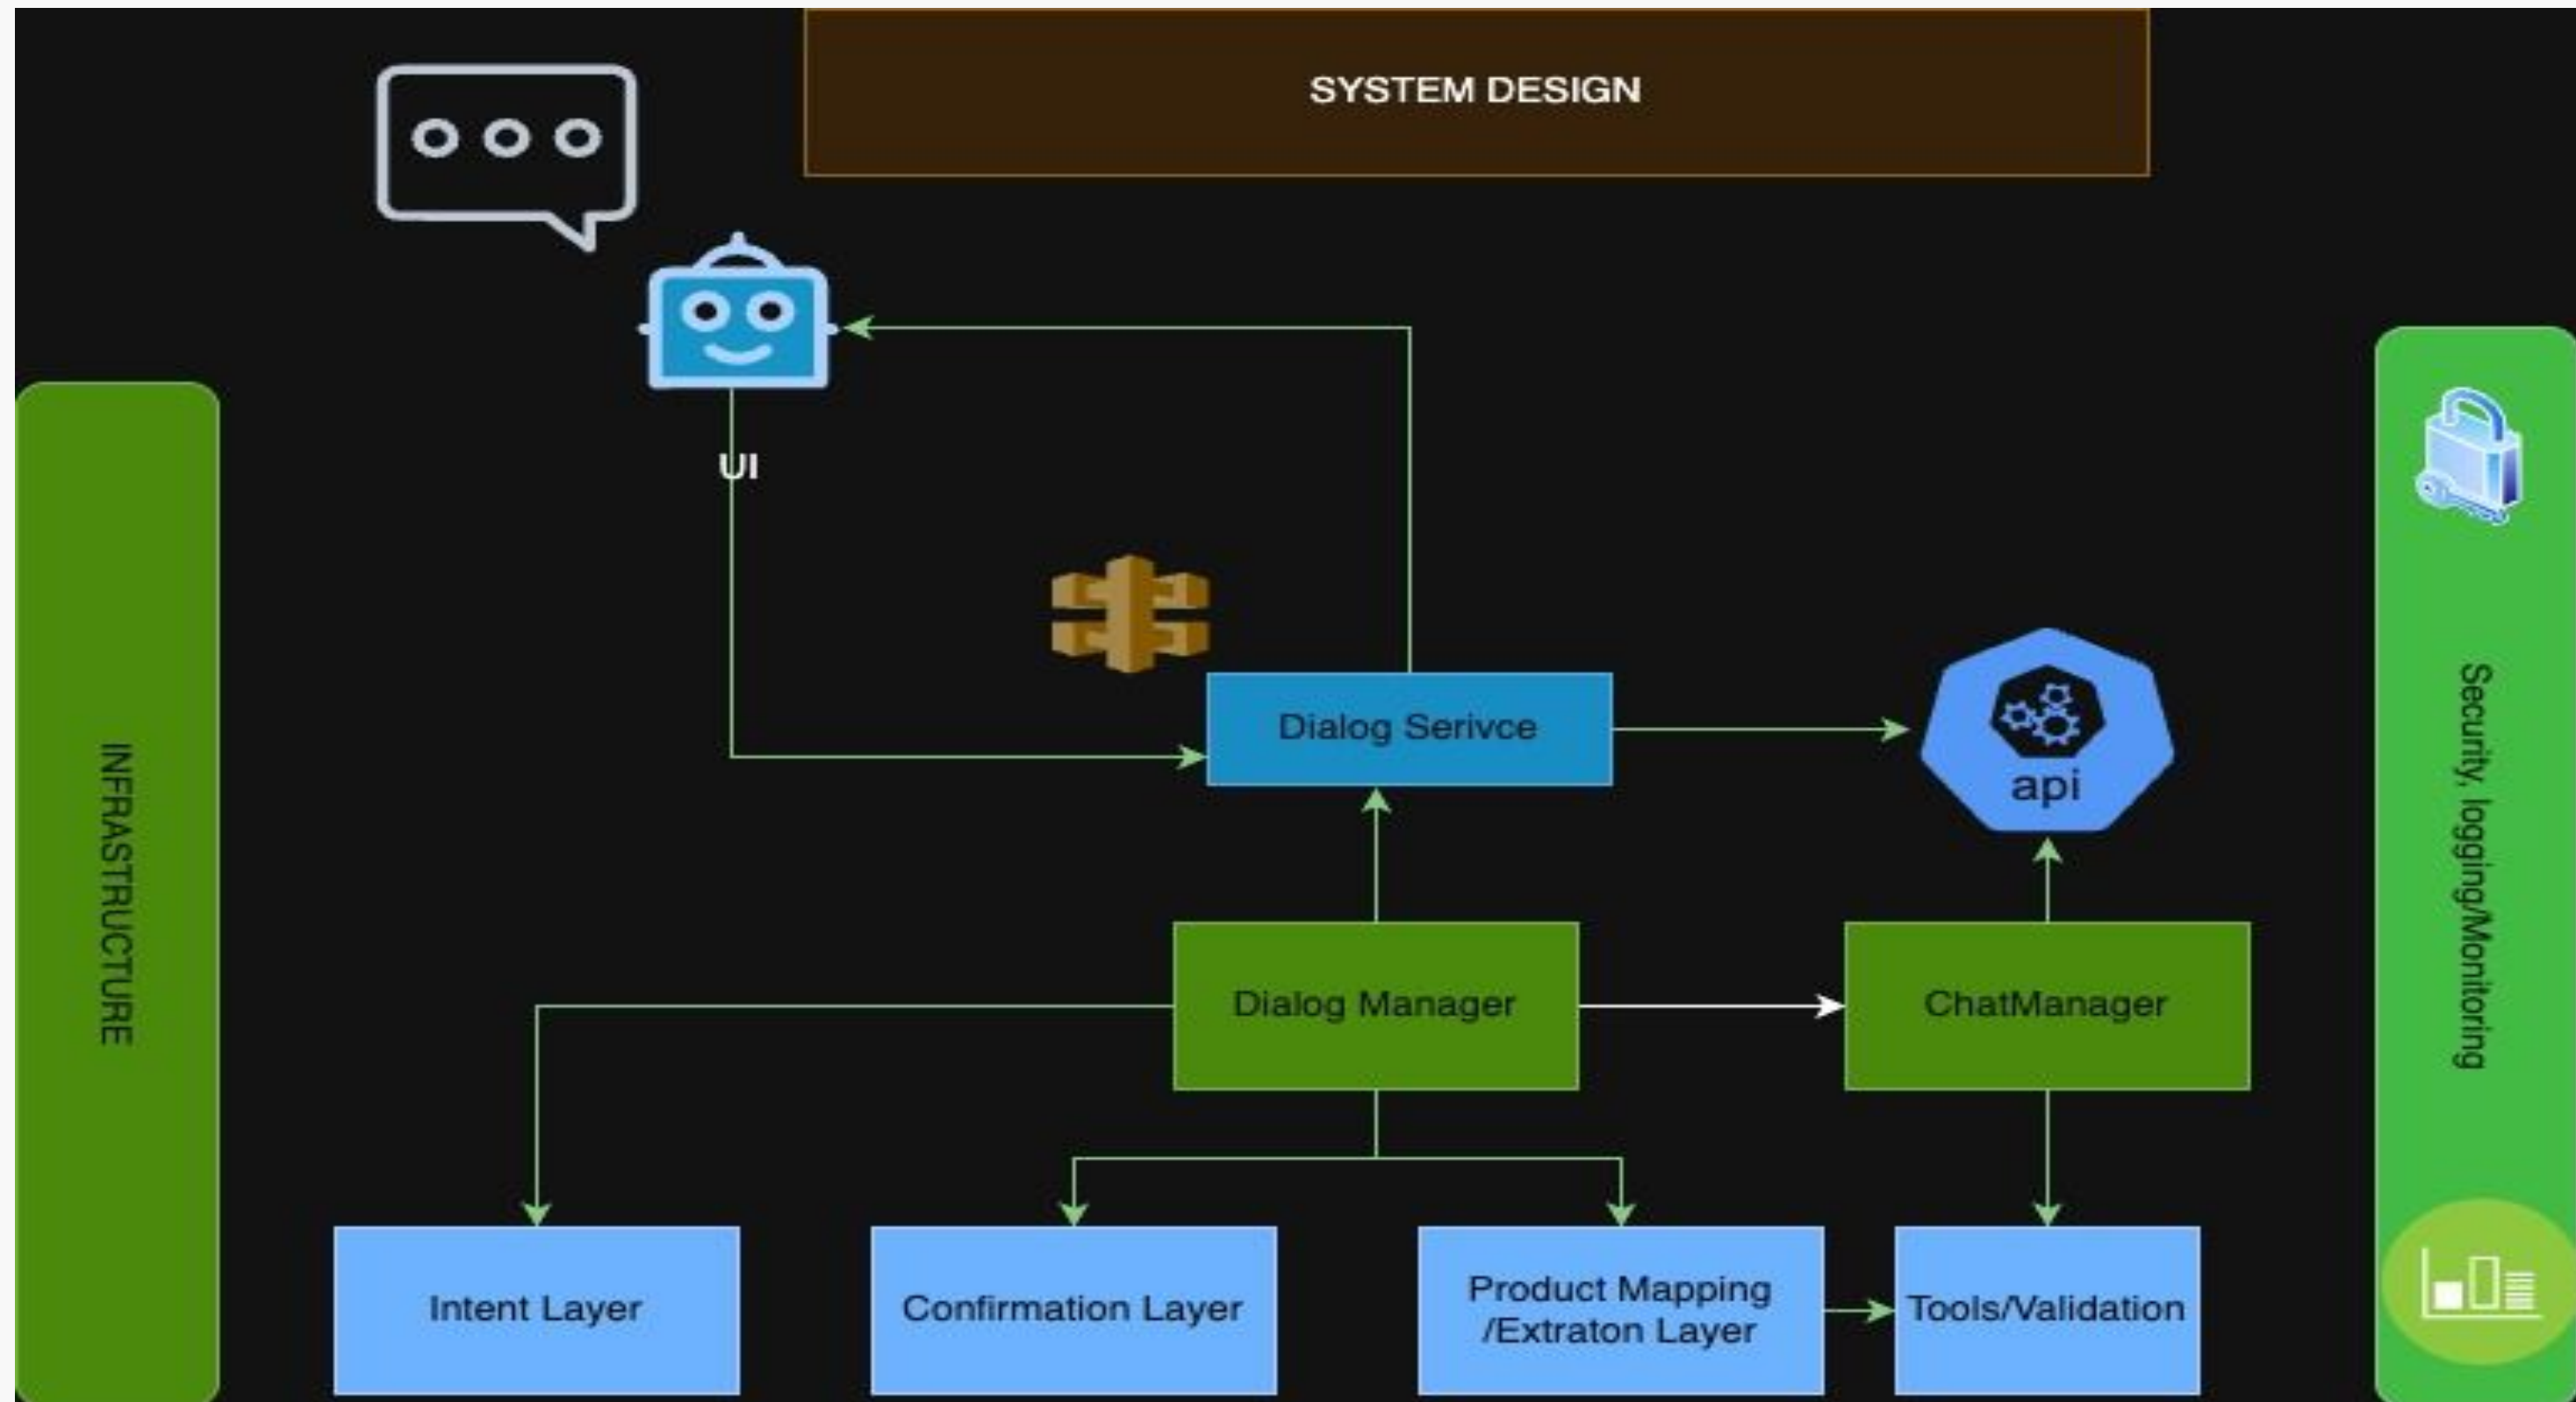 SYSTEM DESIGN
UI
Dialog Serivce
api
INFRASTRUCTURE
Security, logging/Monitoring
Dialog Manager
ChatManager
Intent Layer
Confirmation Layer
Product Mapping
/Extraton Layer
Tools/Validation